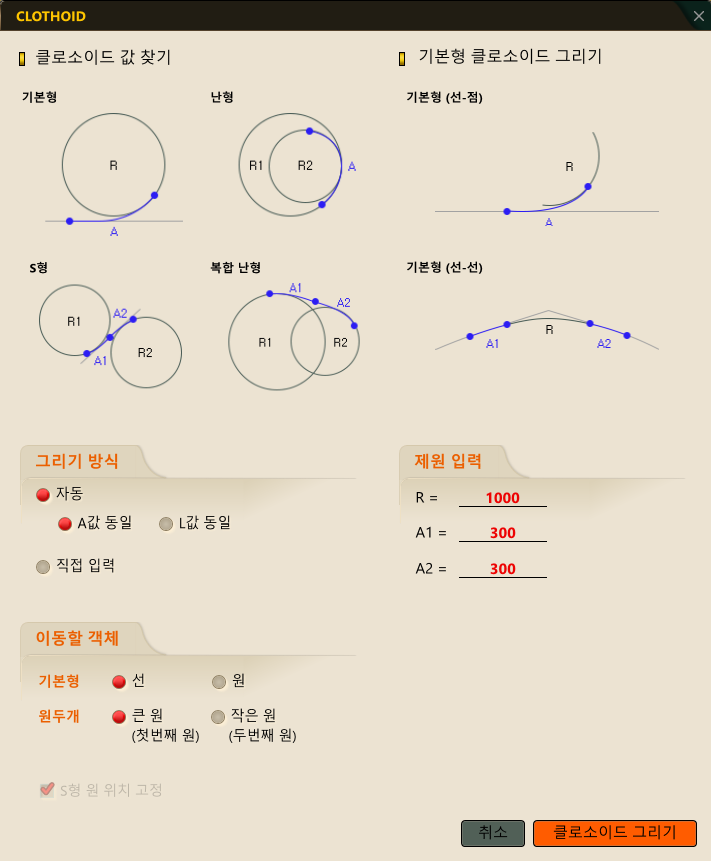 CLOTHOID
클로소이드 값 찾기
기본형
R
A
난형
R1
R2
A
S형
R1
A2
A1
R2
복합 난형
A1
A2
R1
R2
그리기 방식
자동
A값 동일
L값 동일
직접 입력
이동할 객체
기본형
선
원
원두개
큰 원
(첫번째 원)
작은 원
(두번째 원)
S형 원 위치 고정
기본형 클로소이드 그리기
기본형 (선-점)
R
A
기본형 (선-선)
A1
R
A2
제원 입력
R = 1000
A1 = 300
A2 = 300
취소
클로소이드 그리기